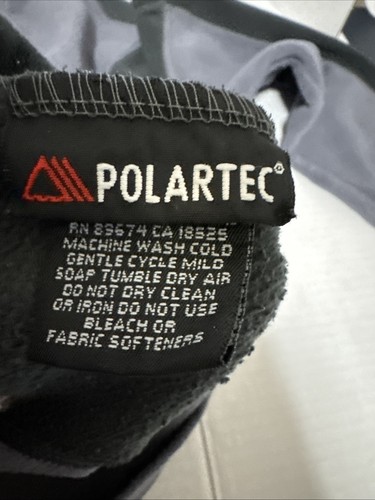 POLARTEC®
RN 89674 CA 18525
MACHINE WASH COLD
GENTLE CYCLE MILD
SOAP TUMBLE DRY AIR
DO NOT DRY CLEAN
OR IRON DO NOT USE
BLEACH OR
FABRIC SOFTENERS